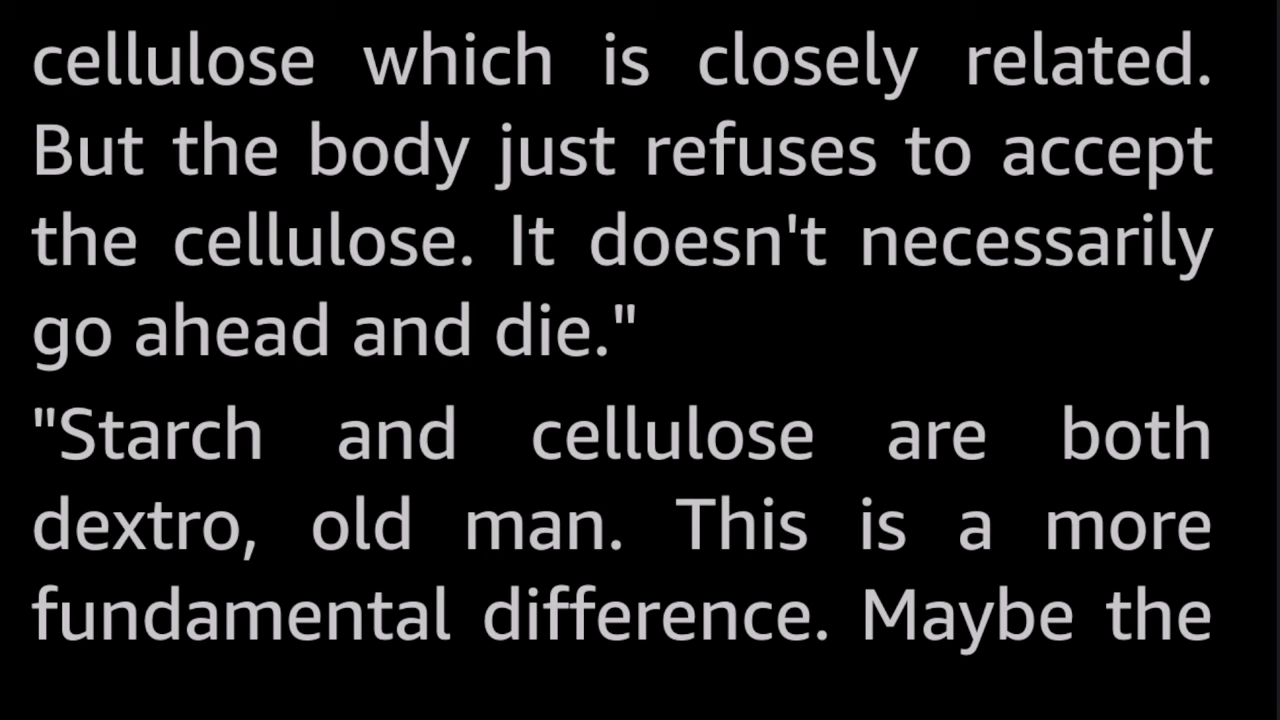 cellulose which is closely related.
But the body just refuses to accept
the cellulose. It doesn't necessarily
go ahead and die."
"Starch and cellulose are both
dextro, old man. This is a more
fundamental difference. Maybe the